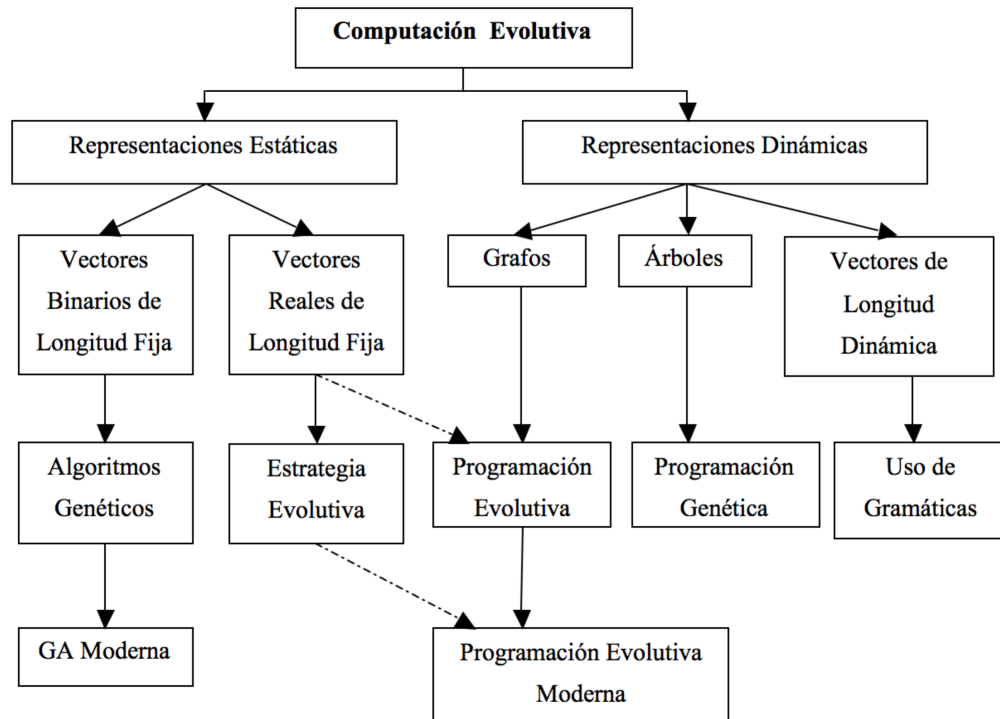 Computación Evolutiva
Representaciones Estáticas
Representaciones Dinámicas
Vectores
Binarios de
Longitud Fija
Vectores
Reales de
Longitud Fija
Grafos
Árboles
Vectores de
Longitud
Dinámica
Algoritmos
Genéticos
Estrategia
Evolutiva
Programación
Evolutiva
Programación
Genética
Uso de
Gramáticas
GA Moderna
Programación Evolutiva
Moderna